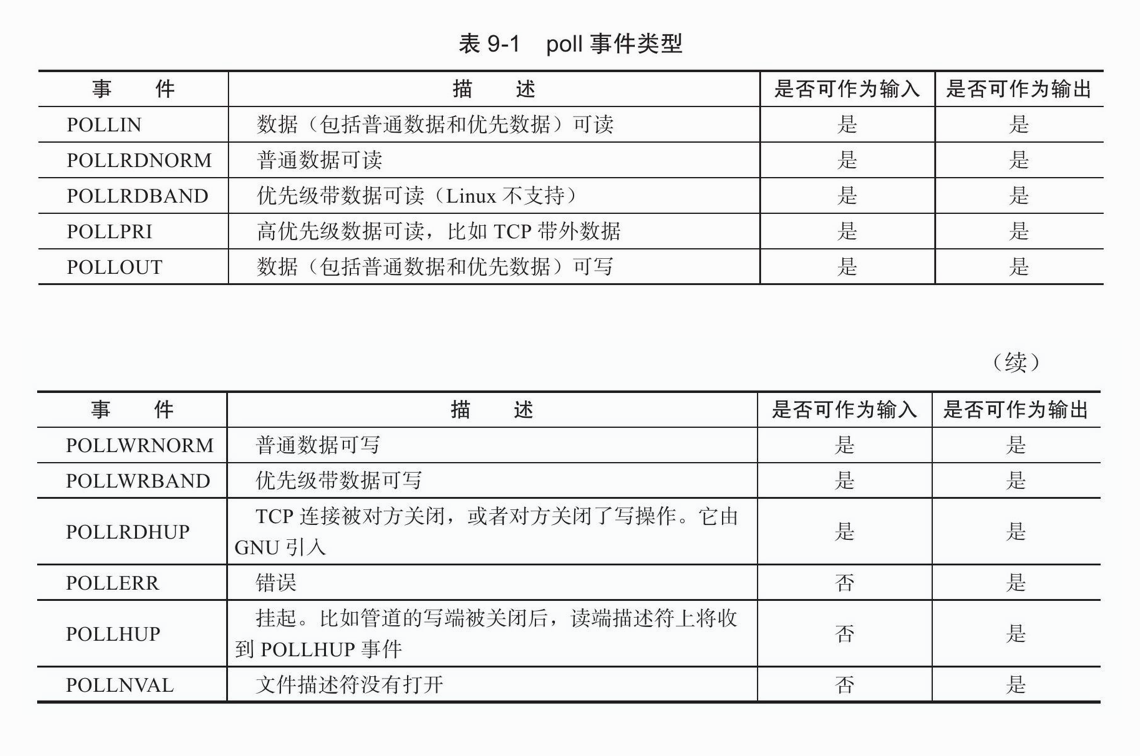 表 9-1 poll 事件类型
事 件 描 述 是否可作为输入 是否可作为输出
POLLIN 数据（包括普通数据和优先数据）可读 是 是
POLLRDNORM 普通数据可读 是 是
POLLRDBAND 优先级带数据可读（Linux 不支持） 是 是
POLLPRI 高优先级数据可读，比如 TCP 带外数据 是 是
POLLOUT 数据（包括普通数据和优先数据）可写 是 是
（续）
事 件 描 述 是否可作为输入 是否可作为输出
POLLWRNORM 普通数据可写 是 是
POLLWRBAND 优先级带数据可写 是 是
POLLRDHUP TCP 连接被对方关闭，或者对方关闭了写操作。它由
GNU 引入 是 是
POLLERR 错误 否 是
POLLHUP 挂起。比如管道的写端被关闭后，读端描述符上将收
到 POLLHUP 事件 否 是
POLLNVAL 文件描述符没有打开 否 是